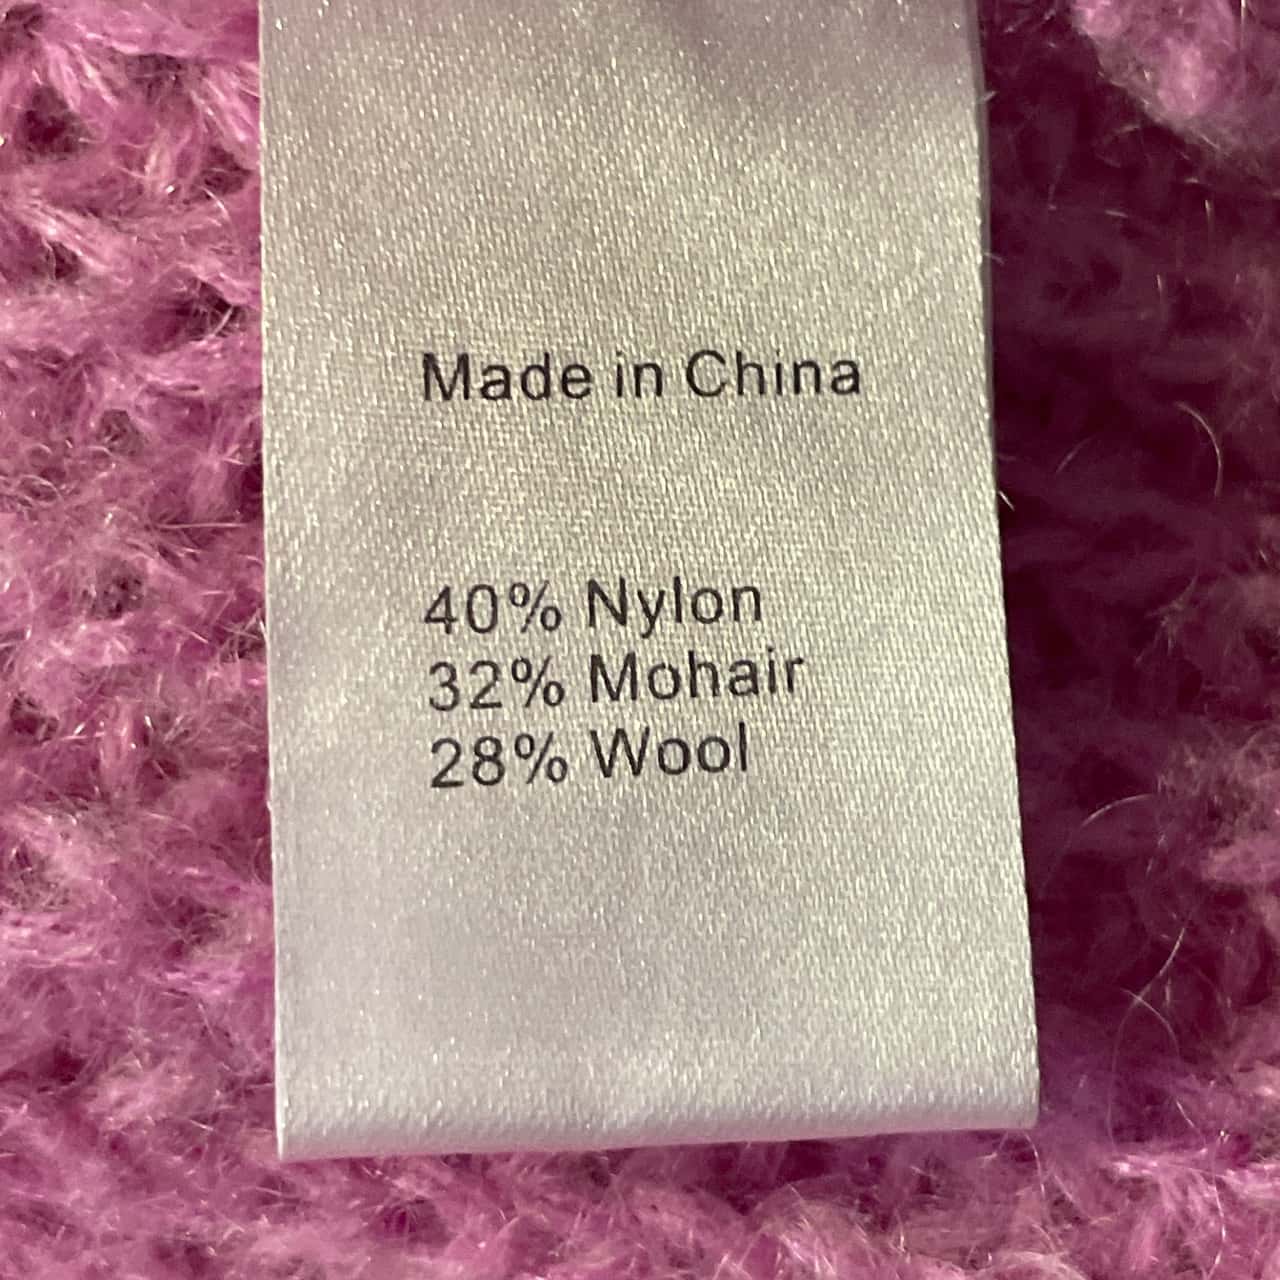 Made in China
40% Nylon
32% Mohair
28% Wool